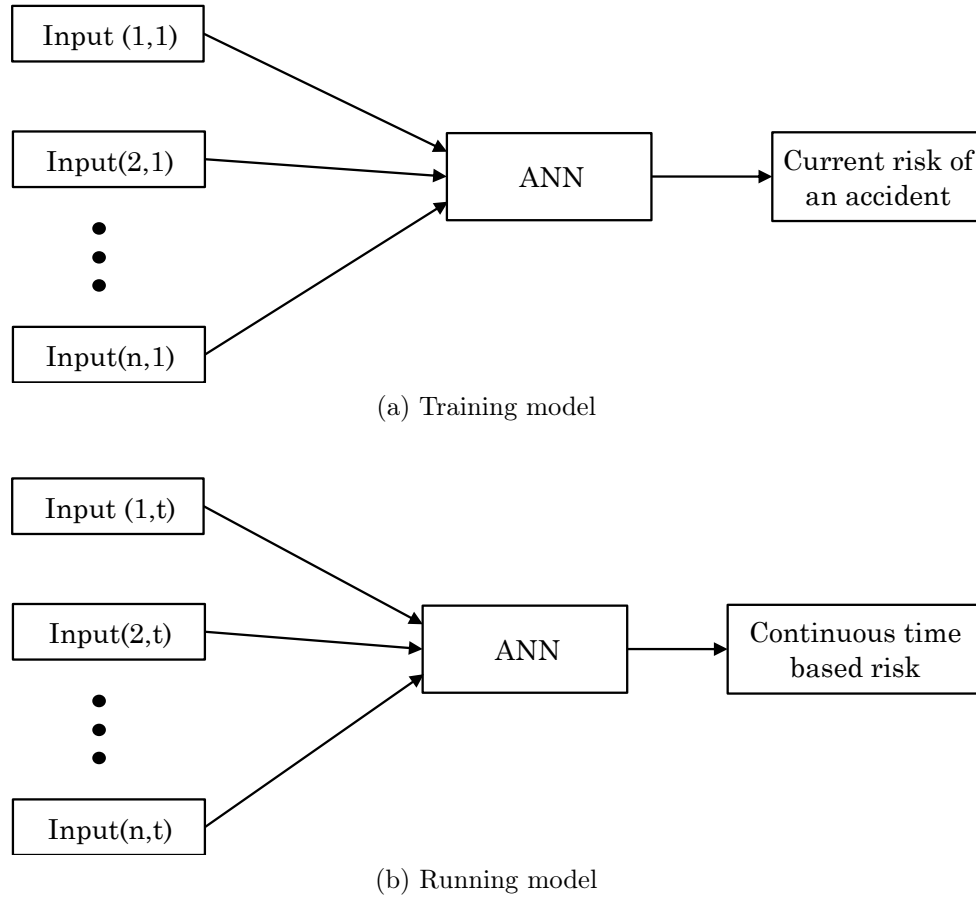 Input (1,1)
Input(2,1)
ANN
Current risk of
an accident
Input(n,1)
(a) Training model
Input (1,t)
Input(2,t)
ANN
Continuous time
based risk
Input(n,t)
(b) Running model